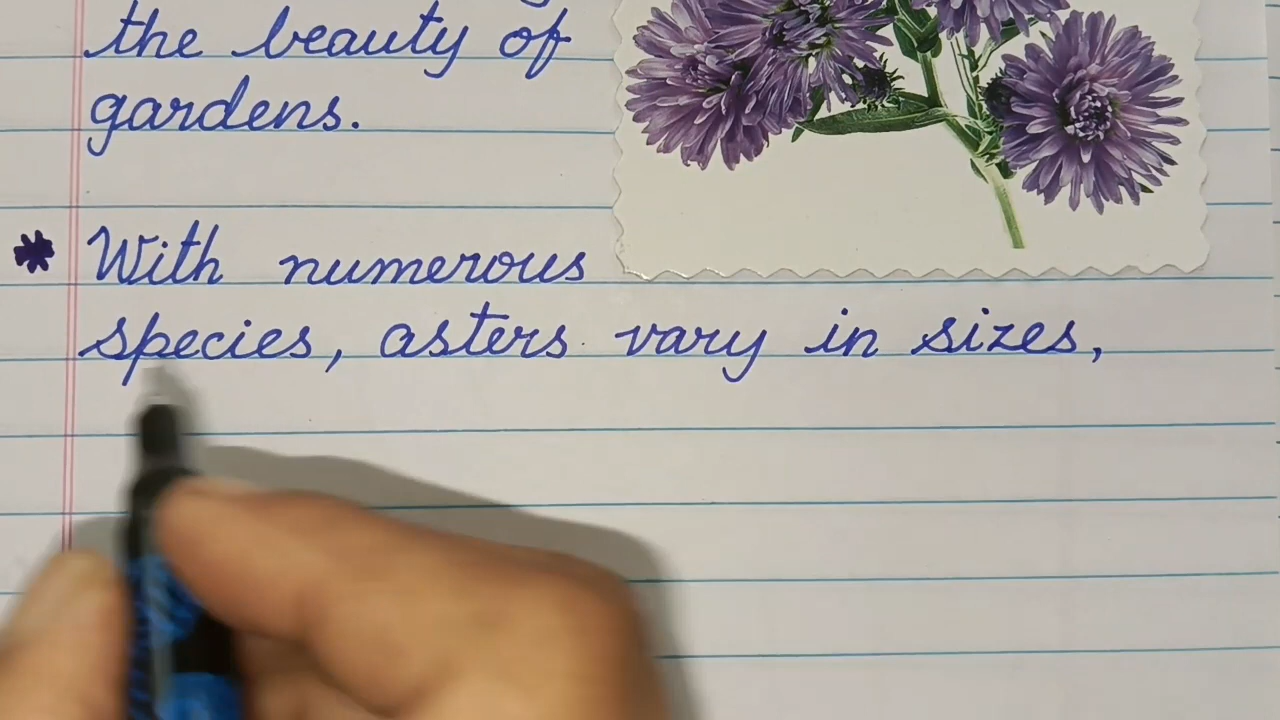 the beauty of
gardens.
* With numerous
species, asters vary in sizes,